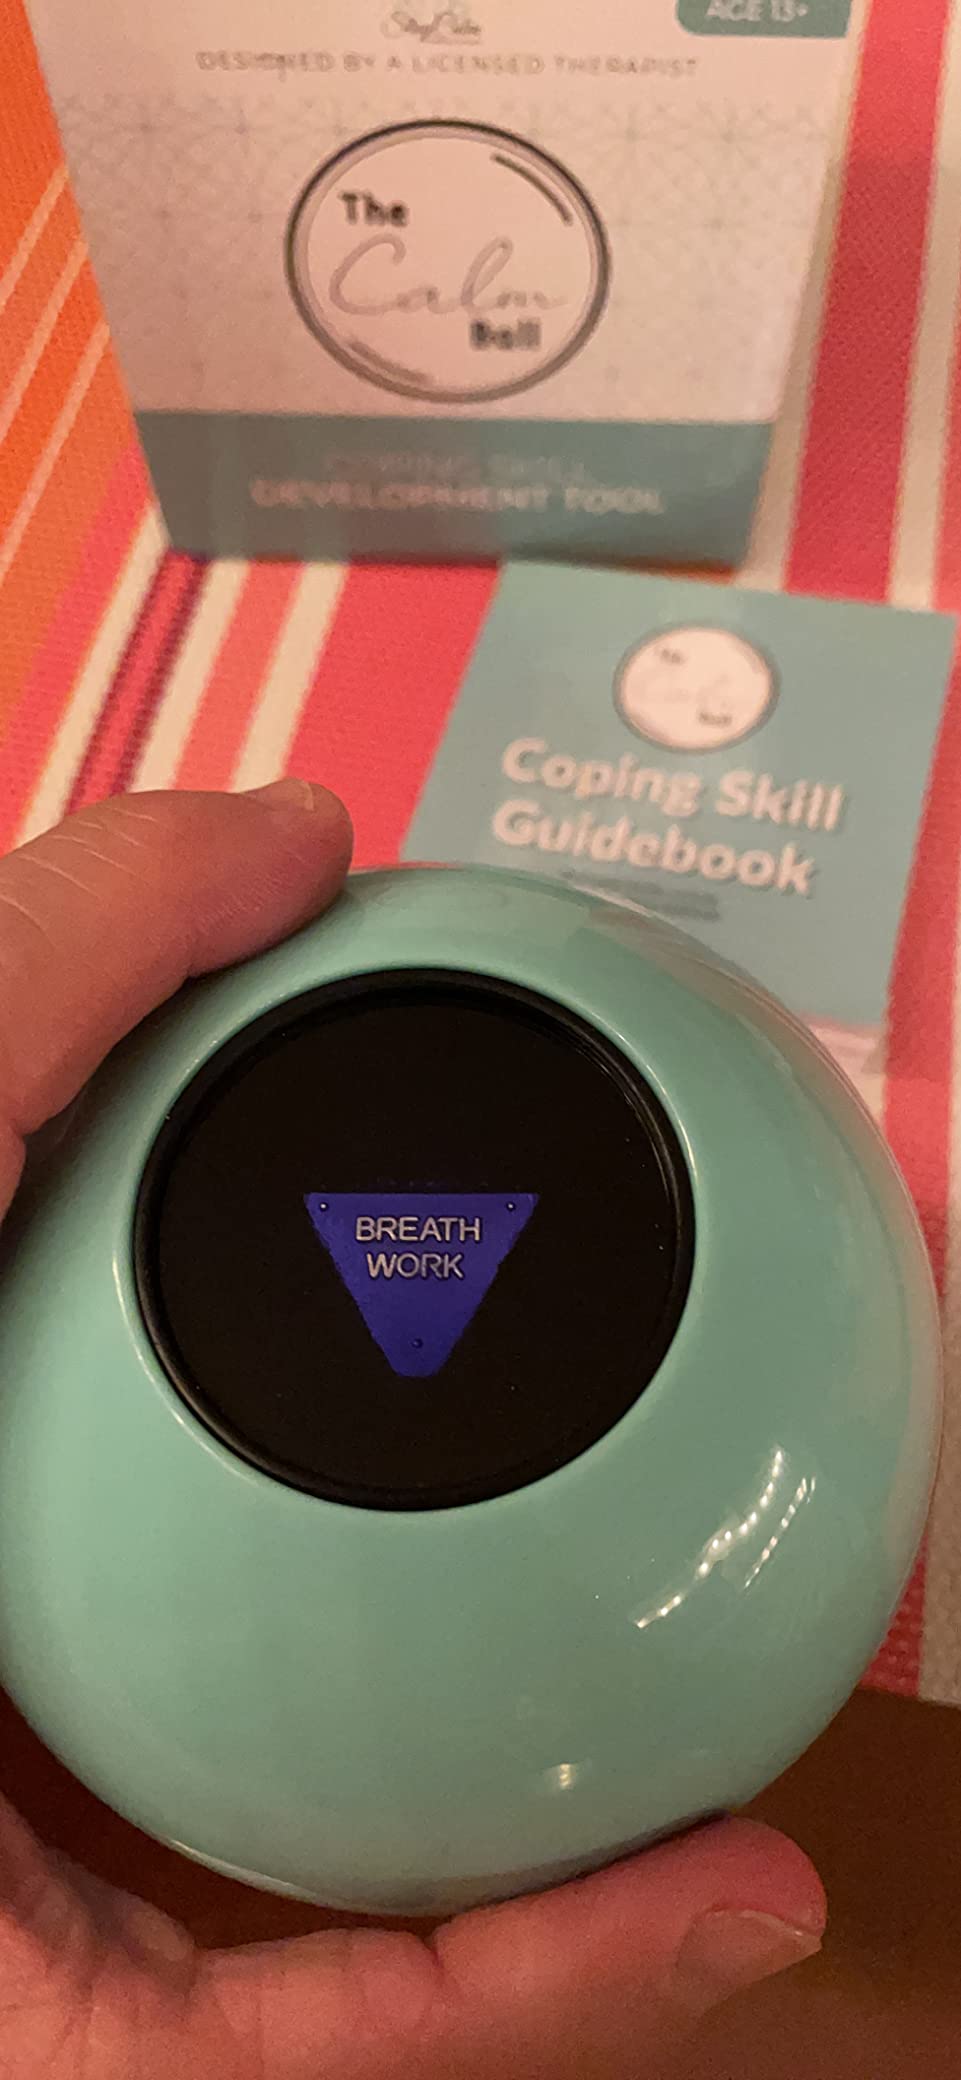 AGE 13+
DESIGNED BY A LICENSED THERAPIST
The
Calm
Ball
COPING SKILL
DEVELOPMENT TOOL
The
Ball
Coping Skill
Guidebook
BREATH
WORK